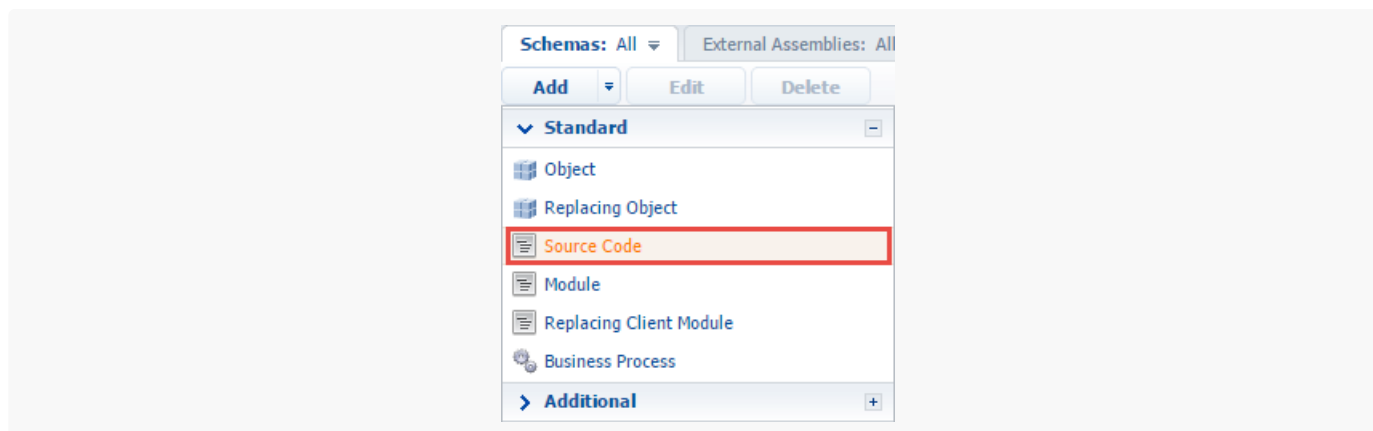 Schemas: All External Assemblies: All
Add Edit Delete
Standard
Object
Replacing Object
Source Code
Module
Replacing Client Module
Business Process
Additional